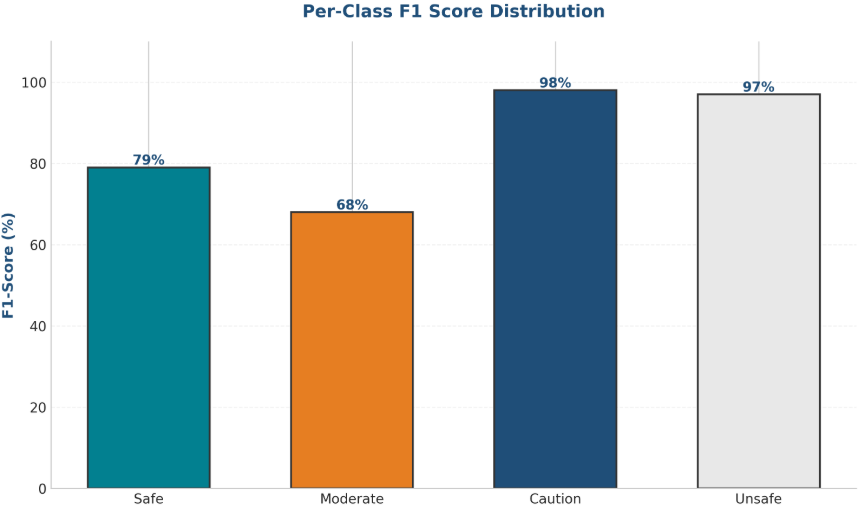 Per-Class F1 Score Distribution
F1-Score (%)
100
80
60
40
20
0
79%
68%
98%
97%
Safe
Moderate
Caution
Unsafe